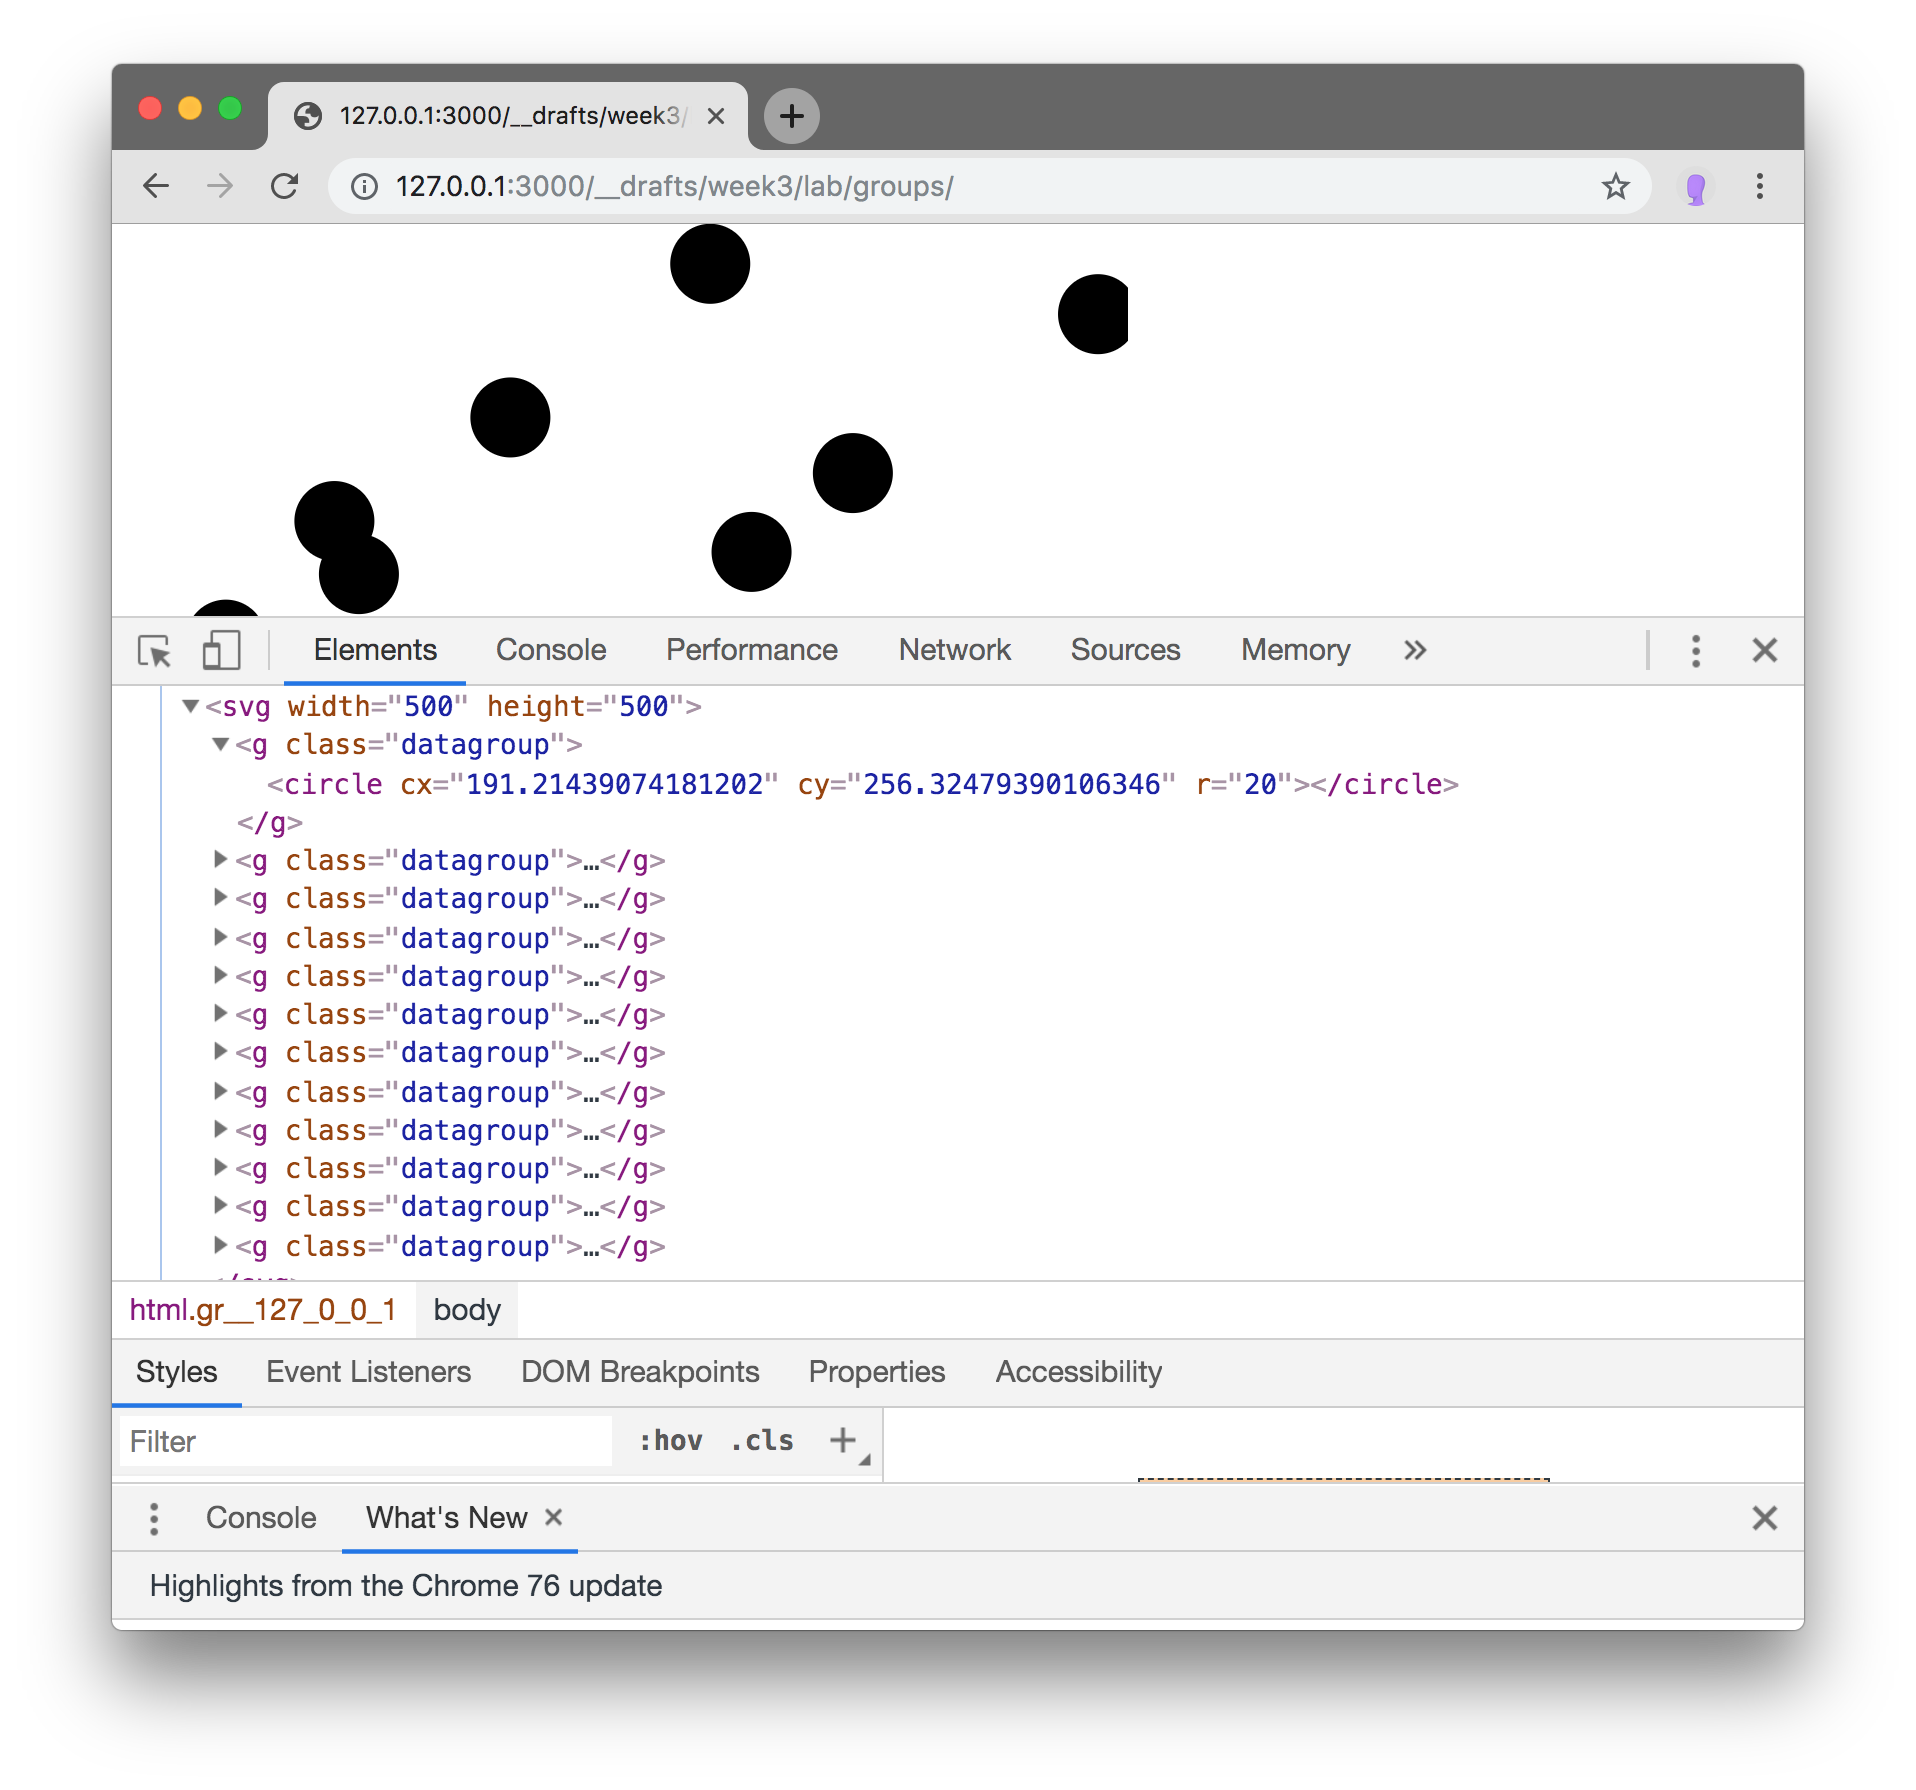 127.0.0.1:3000/__drafts/week3/
127.0.0.1:3000/__drafts/week3/lab/groups/
Elements Console Performance Network Sources Memory »
<svg width="500" height="500">
<g class="datagroup">
<circle cx="191.21439074181202" cy="256.32479390106346" r="20"></circle>
</g>
<g class="datagroup">…</g>
<g class="datagroup">…</g>
<g class="datagroup">…</g>
<g class="datagroup">…</g>
<g class="datagroup">…</g>
<g class="datagroup">…</g>
<g class="datagroup">…</g>
<g class="datagroup">…</g>
<g class="datagroup">…</g>
<g class="datagroup">…</g>
<g class="datagroup">…</g>
</svg>
html.gr__127_0_0_1 body
Styles Event Listeners DOM Breakpoints Properties Accessibility
Filter :hov .cls +
Console What's New
Highlights from the Chrome 76 update